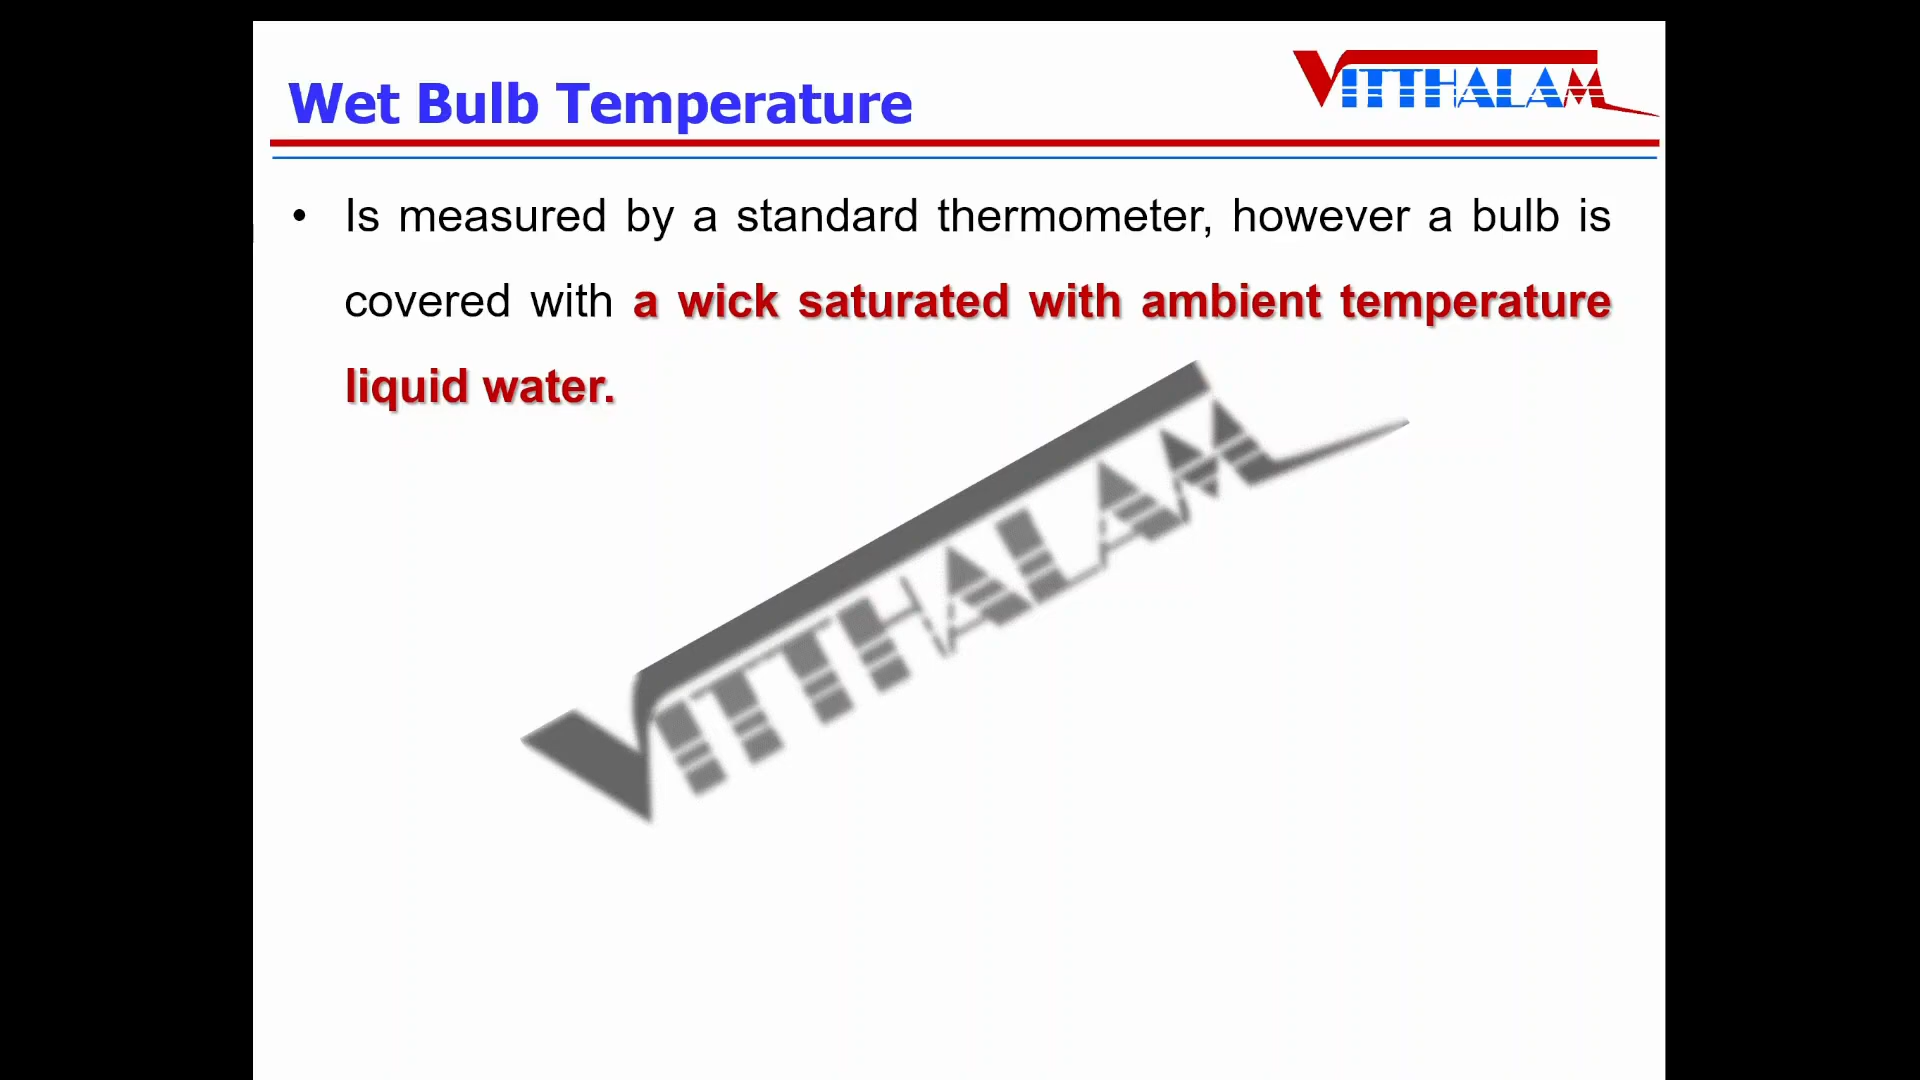 VITTHALAM
Wet Bulb Temperature
• Is measured by a standard thermometer, however a bulb is
covered with a wick saturated with ambient temperature
liquid water.
VITTHALAM